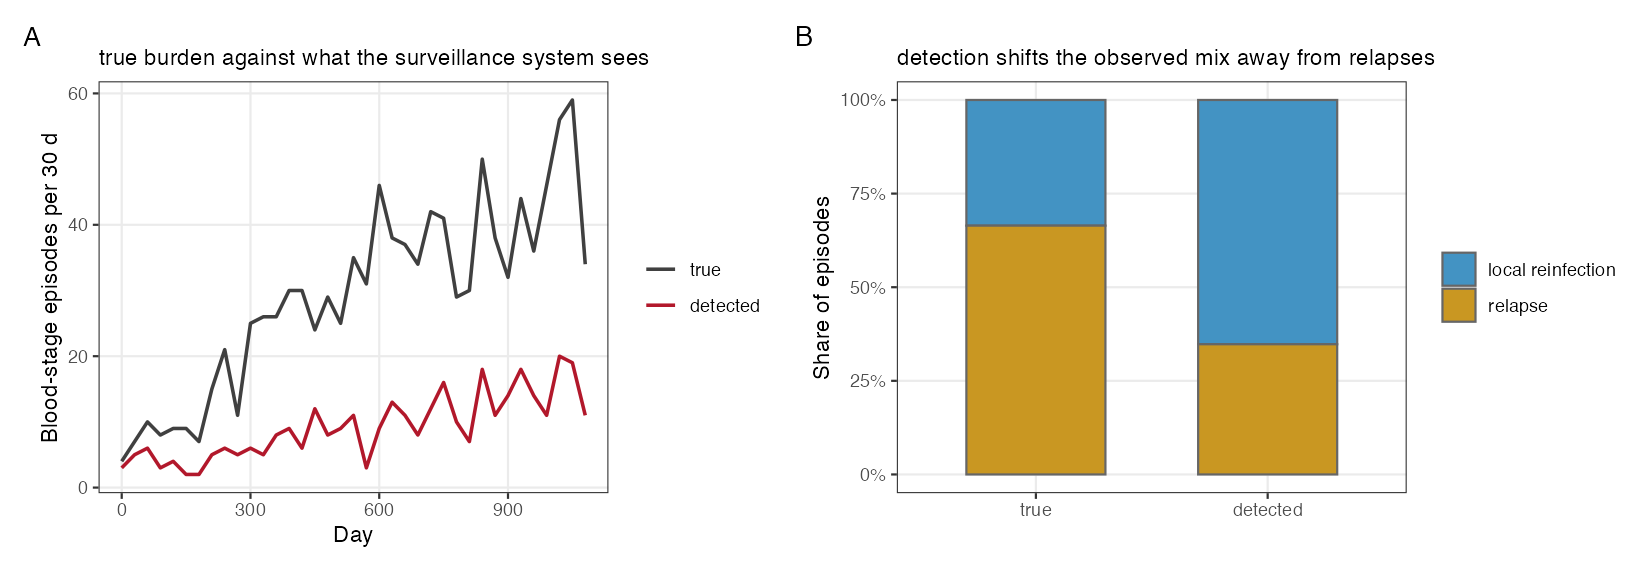 A
true burden against what the surveillance system sees
Blood-stage episodes per 30 d
60
40
20
0
0 300 600 900
Day
true
detected
B
detection shifts the observed mix away from relapses
Share of episodes
100%
75%
50%
25%
0%
true detected
local reinfection
relapse